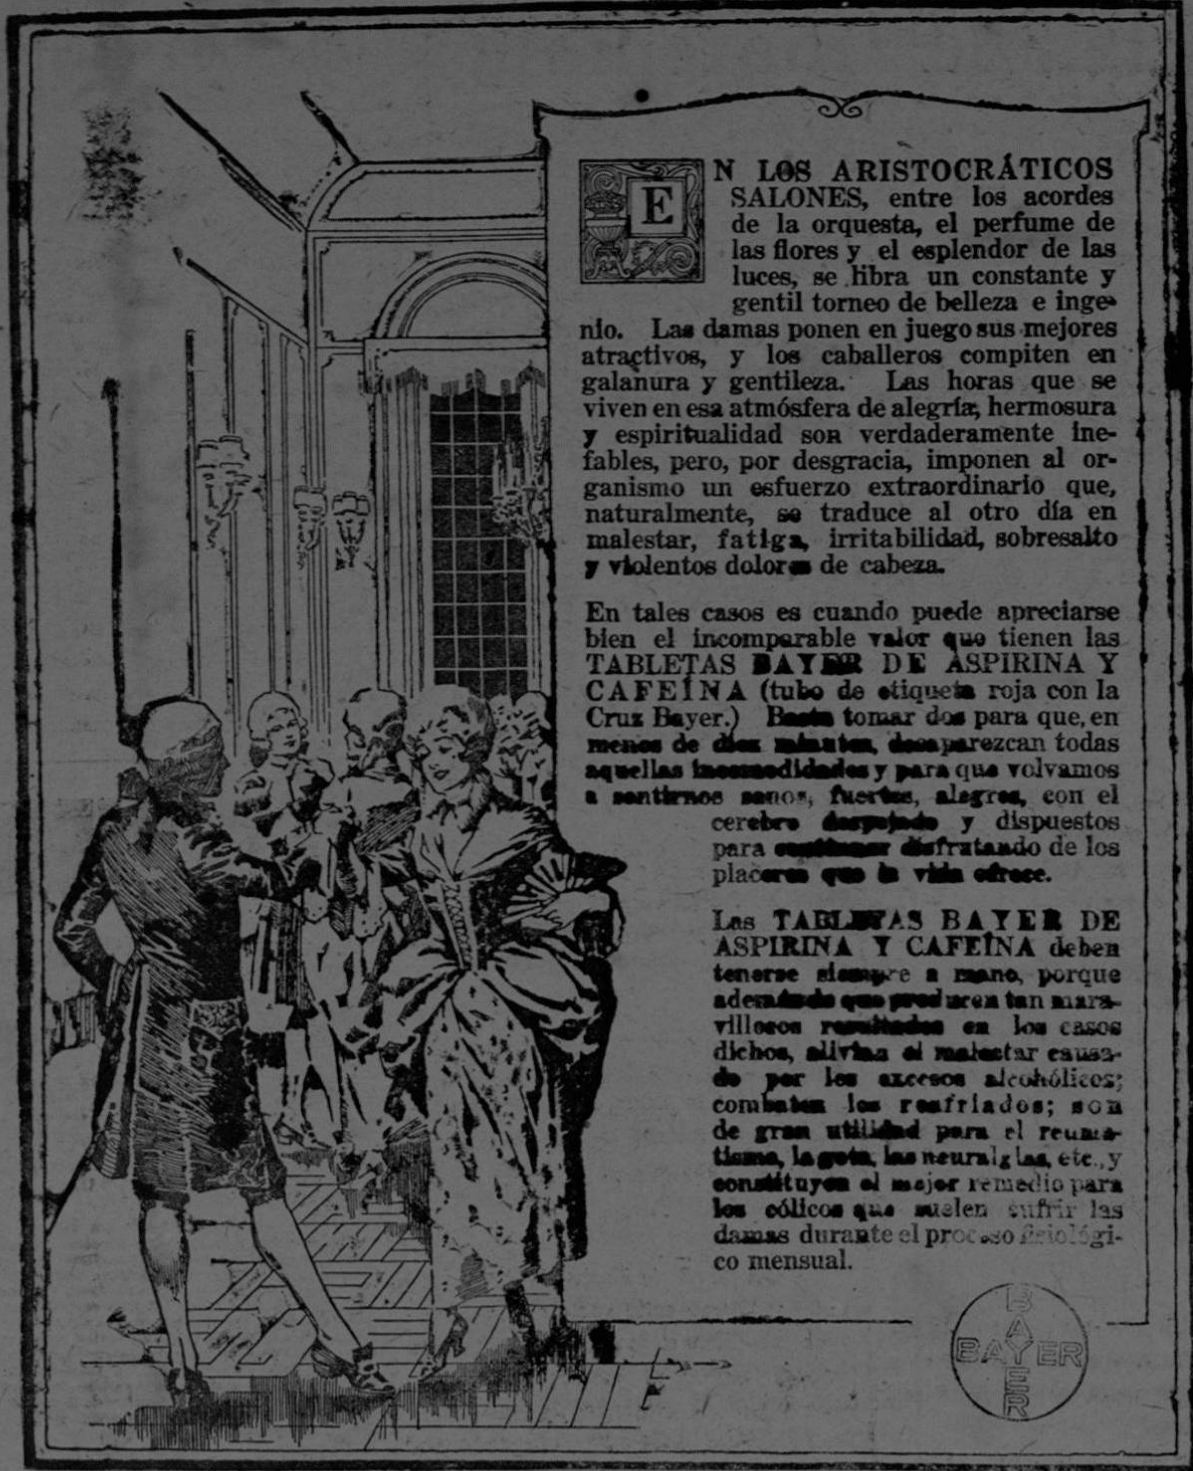 EN LOS ARISTOCRÁTICOS
SALONES, entre los acordes
de la orquesta, el perfume de
las flores y el esplendor de las
luces, se libra un constante y
gentil torneo de belleza e inge-
nio. Las damas ponen en juego sus mejores
atractivos, y los caballeros compiten en
galanura y gentileza. Las horas que se
viven en esa atmósfera de alegría, hermosura
y espiritualidad son verdaderamente ine-
fables, pero, por desgracia, imponen al or-
ganismo un esfuerzo extraordinario que,
naturalmente, se traduce al otro día en
malestar, fatiga, irritabilidad, sobresalto
y violentos dolores de cabeza.
En tales casos es cuando puede apreciarse
bien el incomparable valor que tienen las
TABLETAS BAYER DE ASPIRINA Y
CAFEÍNA (tubo de etiqueta roja con la
Cruz Bayer.) Basta tomar dos para que, en
menos de diez minutos, desaparezcan todas
aquellas incomodidades y para que volvamos
a sentirnos sanos, fuertes, alegres, con el
cerebro despejado y dispuestos
para continuar disfrutando de los
placeres que la vida ofrece.
Las TABLETAS BAYER DE
ASPIRINA Y CAFEÍNA deben
tenerse siempre a mano, porque
además de que producen tan mara-
villosos resultados en los casos
dichos, alivian el malestar causa-
do por los excesos alcohólicos;
combaten los resfriados; son
de gran utilidad para el reuma-
tismo, la gota, las neuralgias, etc., y
constituyen el mejor remedio para
los cólicos que suelen sufrir las
damas durante el proceso fisiológi-
co mensual.
BAYER
BAYER